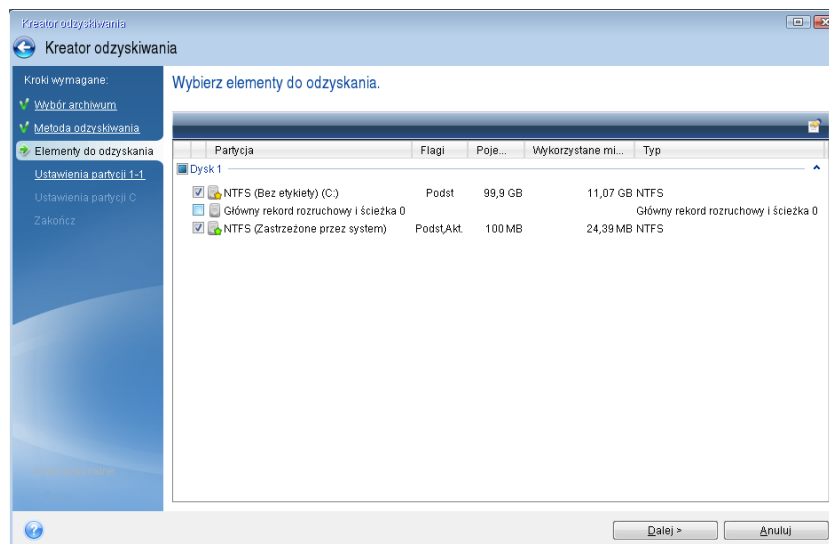 Kreator odzyskiwania
Kreator odzyskiwania
Kroki wymagane:
Wybór archiwum
Metoda odzyskiwania
Elementy do odzyskania
Ustawienia partycji 1-1
Ustawienia partycji C
Zakończ
Wybierz elementy do odzyskania.
Partycja Flagi Poje... Wykorzystane mi... Typ
Dysk 1
NTFS (Bez etykiety) (C:) Podst 99,9 GB 11,07 GB NTFS
Główny rekord rozruchowy i ścieżka 0 Główny rekord rozruchowy i ścieżka 0
NTFS (Zastrzeżone przez system) Podst,Akt. 100 MB 24,39 MB NTFS
Dalej > Anuluj